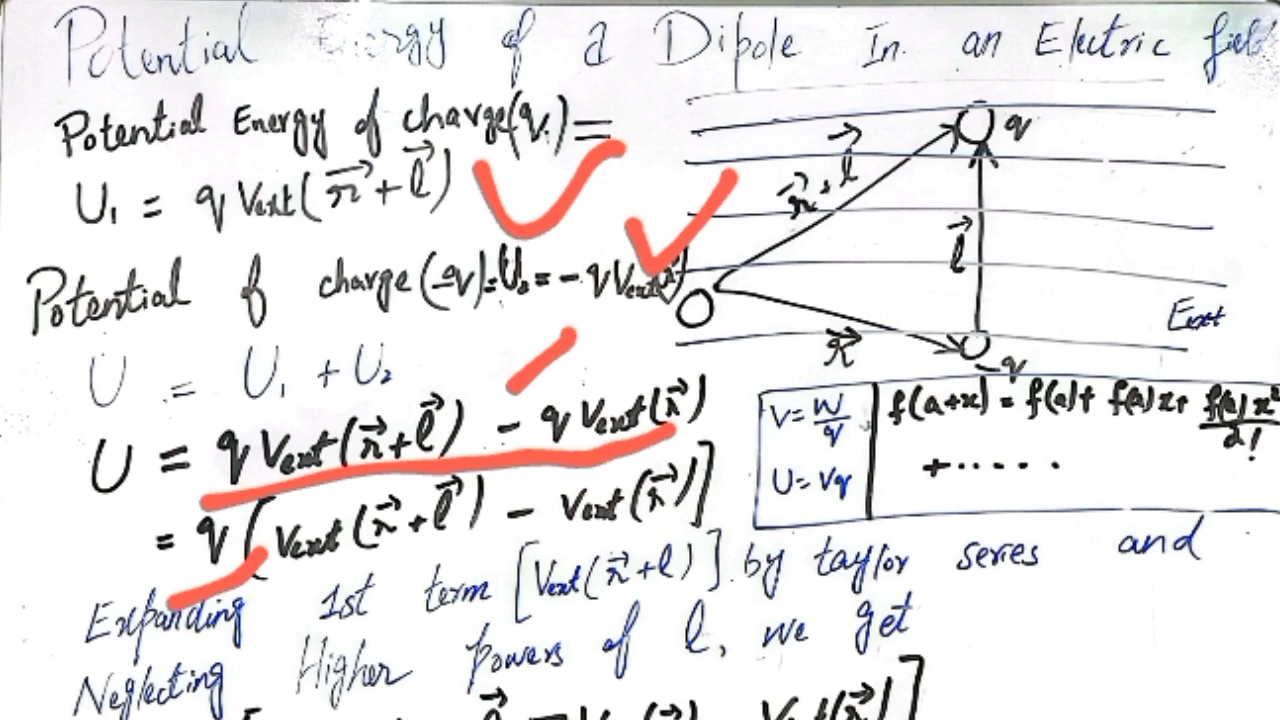 Potential Energy of a Dipole In an Electric field
Potential Energy of charge(q.)=
U₁ = q Vext(r⃗+l⃗)
Potential of charge(-q)=U₂=-qVext(r⃗)
U = U₁ + U₂
U = q Vext(r⃗+l⃗) - q Vext(r⃗)
= q[Vext(r⃗+l⃗) - Vext(r⃗)]
Expanding 1st term [Vext(r⃗+l)] by taylor series and
Neglecting Higher Powers of l, we get
r⃗+l⃗
q
l⃗
Eext
r⃗
-q
O
V=W/q
U=Vq
f(a+x) = f(a)+ f(a)x+ f(a)x²/2!
+.....